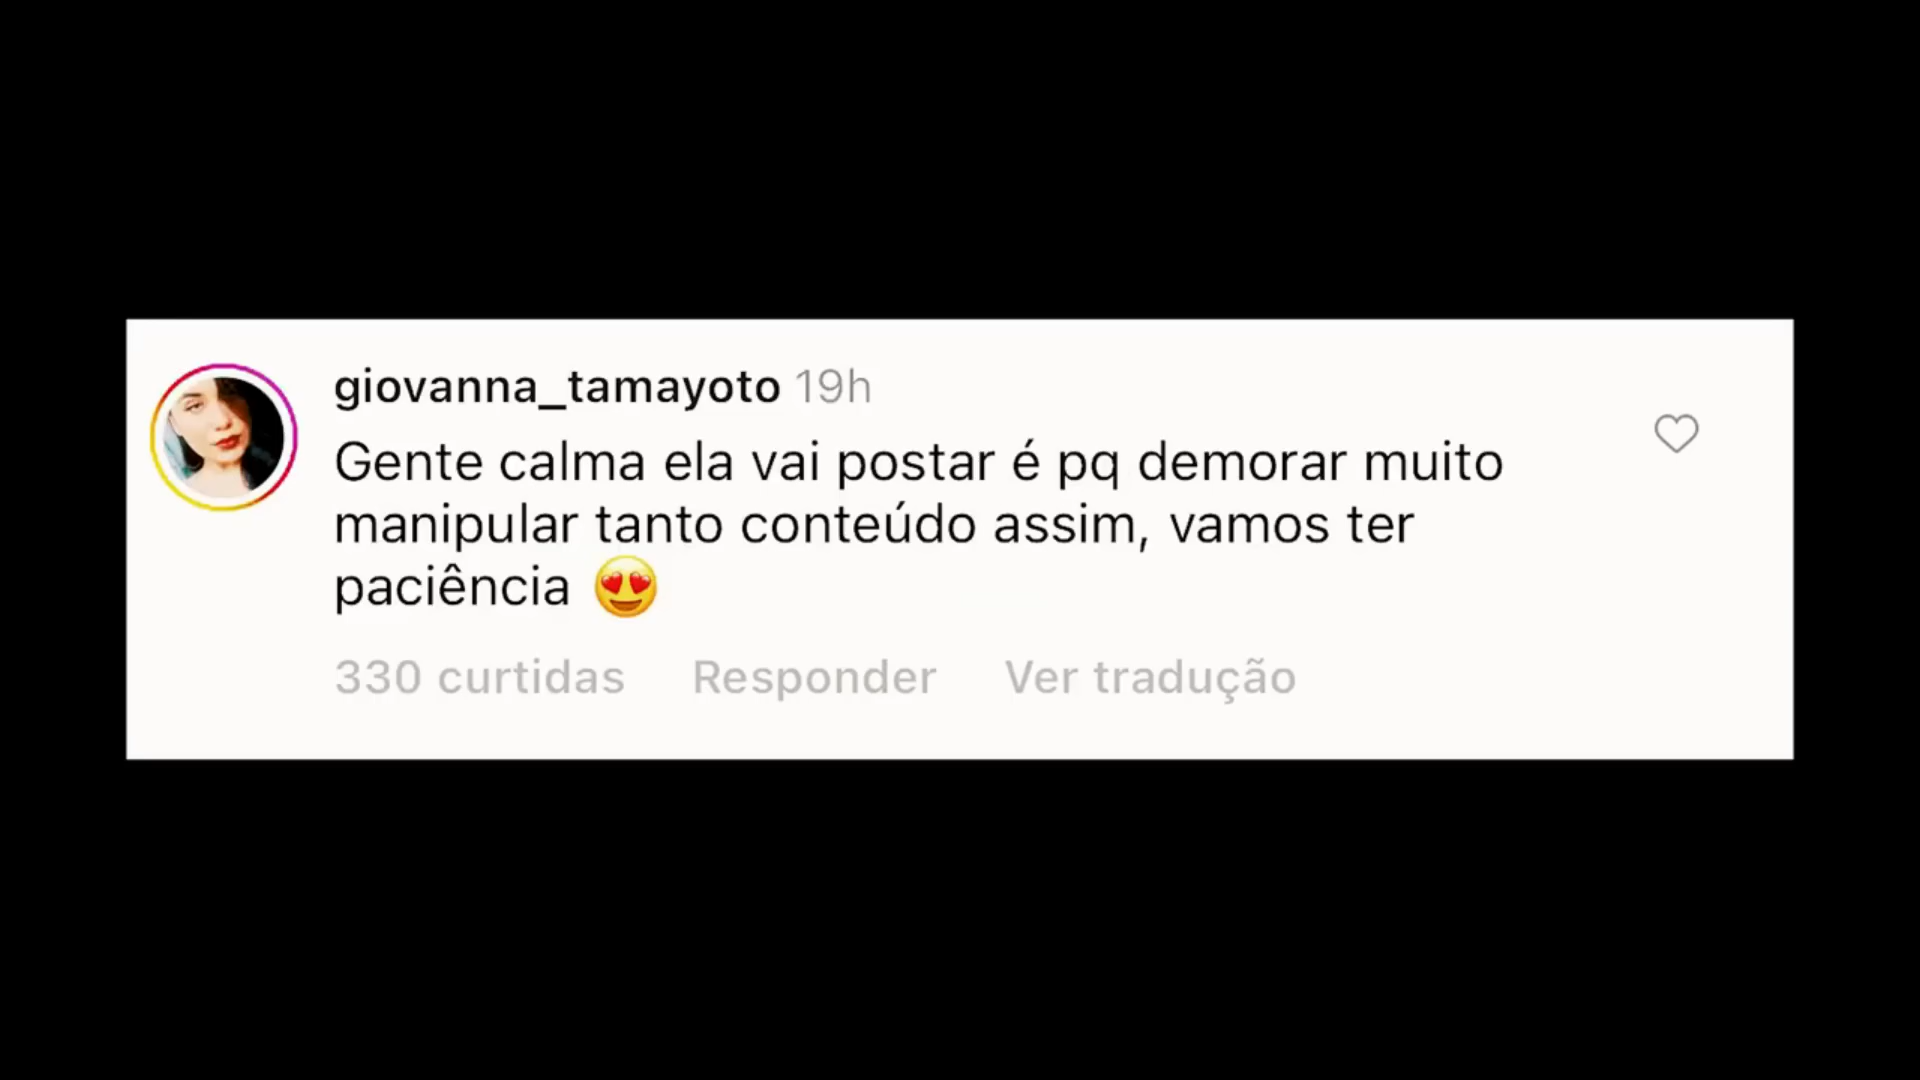 giovanna_tamayoto 19h
Gente calma ela vai postar é pq demorar muito
manipular tanto conteúdo assim, vamos ter
paciência 😍
330 curtidas Responder Ver tradução